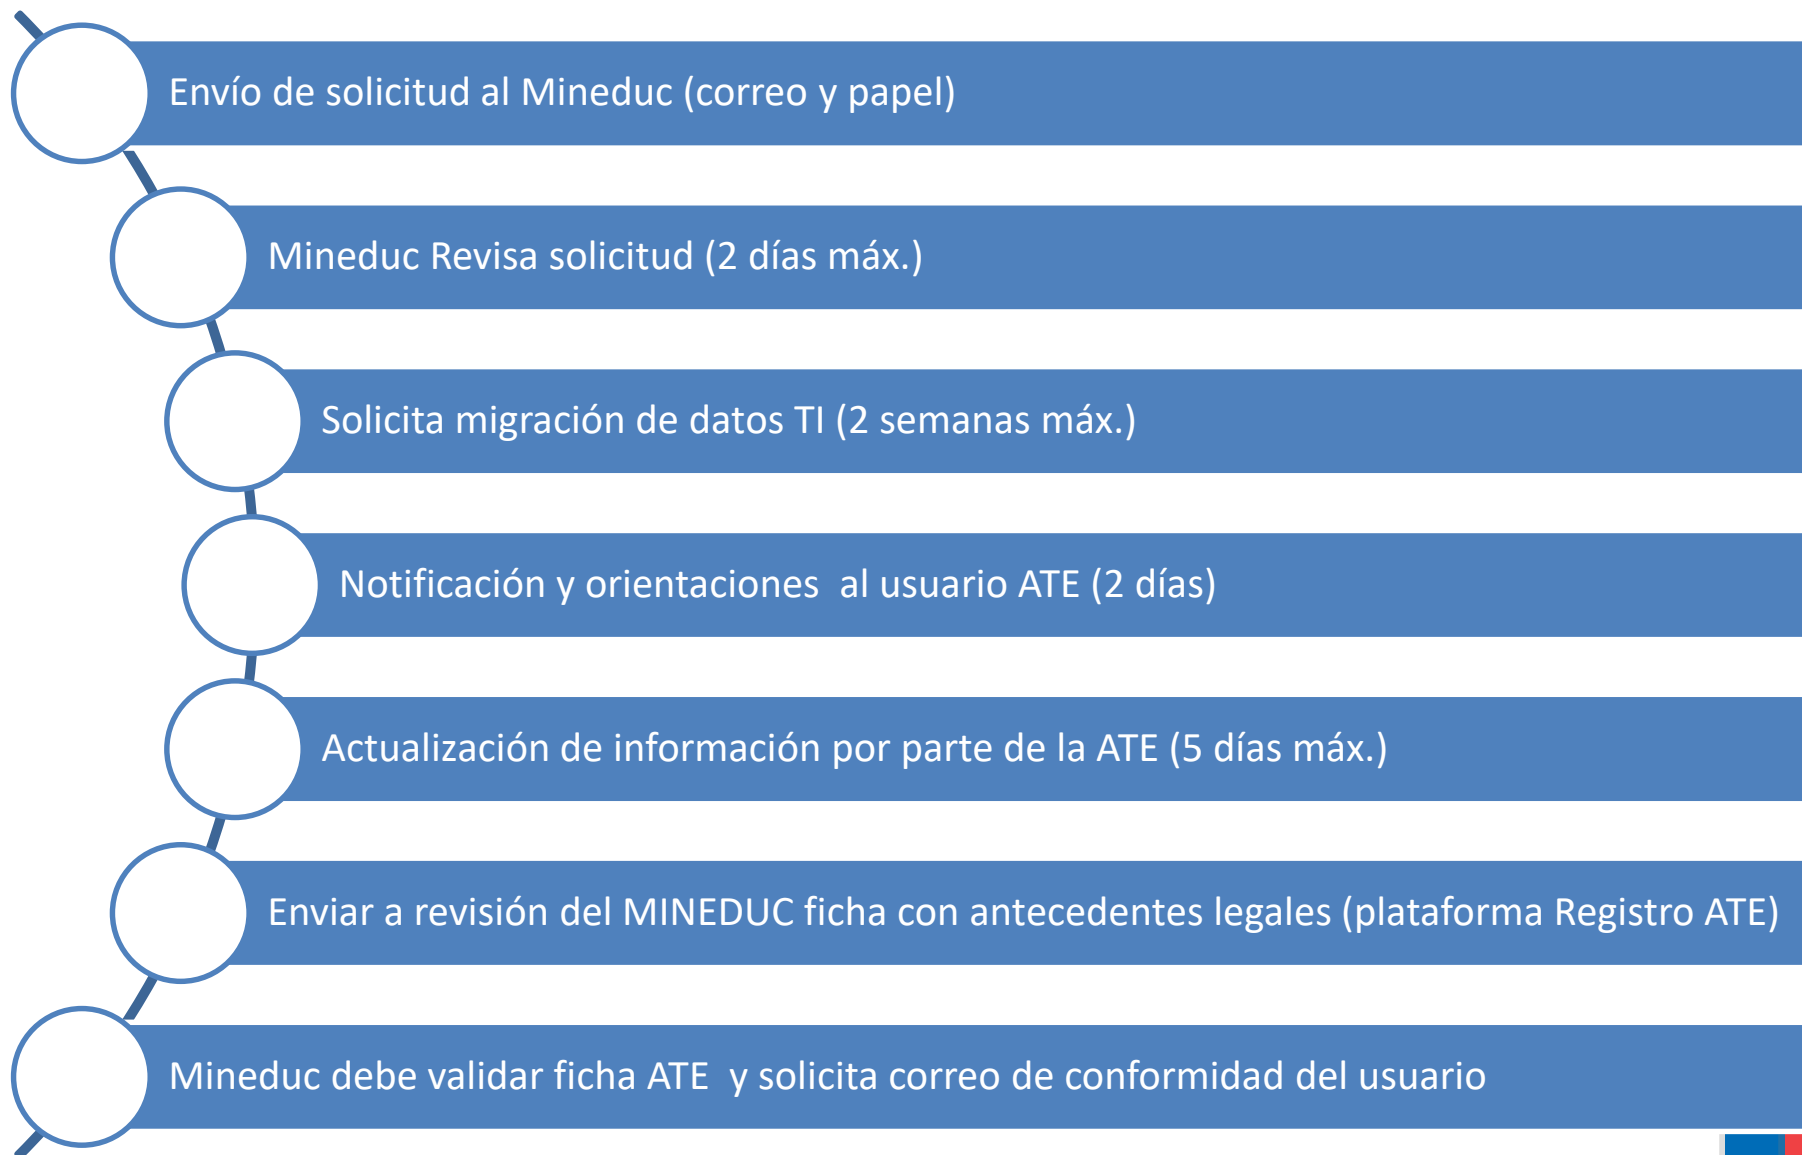 Envío de solicitud al Mineduc (correo y papel)
Mineduc Revisa solicitud (2 días máx.)
Solicita migración de datos TI (2 semanas máx.)
Notificación y orientaciones  al usuario ATE (2 días)
Actualización de información por parte de la ATE (5 días máx.)
Enviar a revisión del MINEDUC ficha con antecedentes legales (plataforma Registro ATE)
Mineduc debe validar ficha ATE  y solicita correo de conformidad del usuario